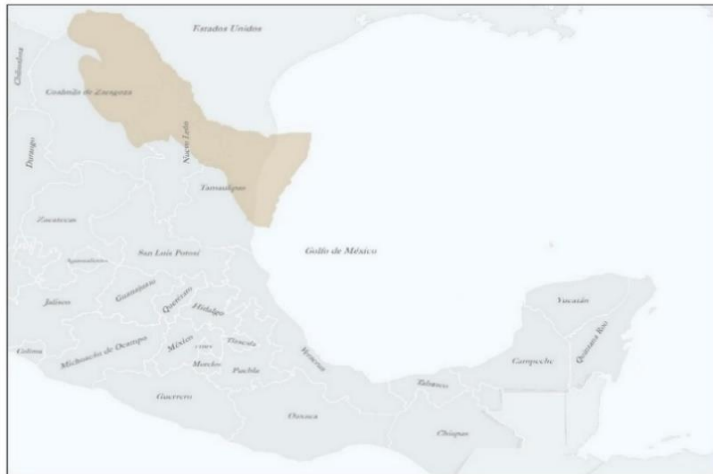 Estados Unidos
Chihuahua
Coahuila de Zaragoza
Nuevo León
Durango
Tamaulipas
Zacatecas
San Luis Potosí
Golfo de México
Aguascalientes
Guanajuato
Querétaro
Hidalgo
Jalisco
Yucatán
Quintana Roo
Colima
Michoacán de Ocampo
México
Tlaxcala
Morelos
Puebla
Veracruz
Campeche
Tabasco
Guerrero
Oaxaca
Chiapas